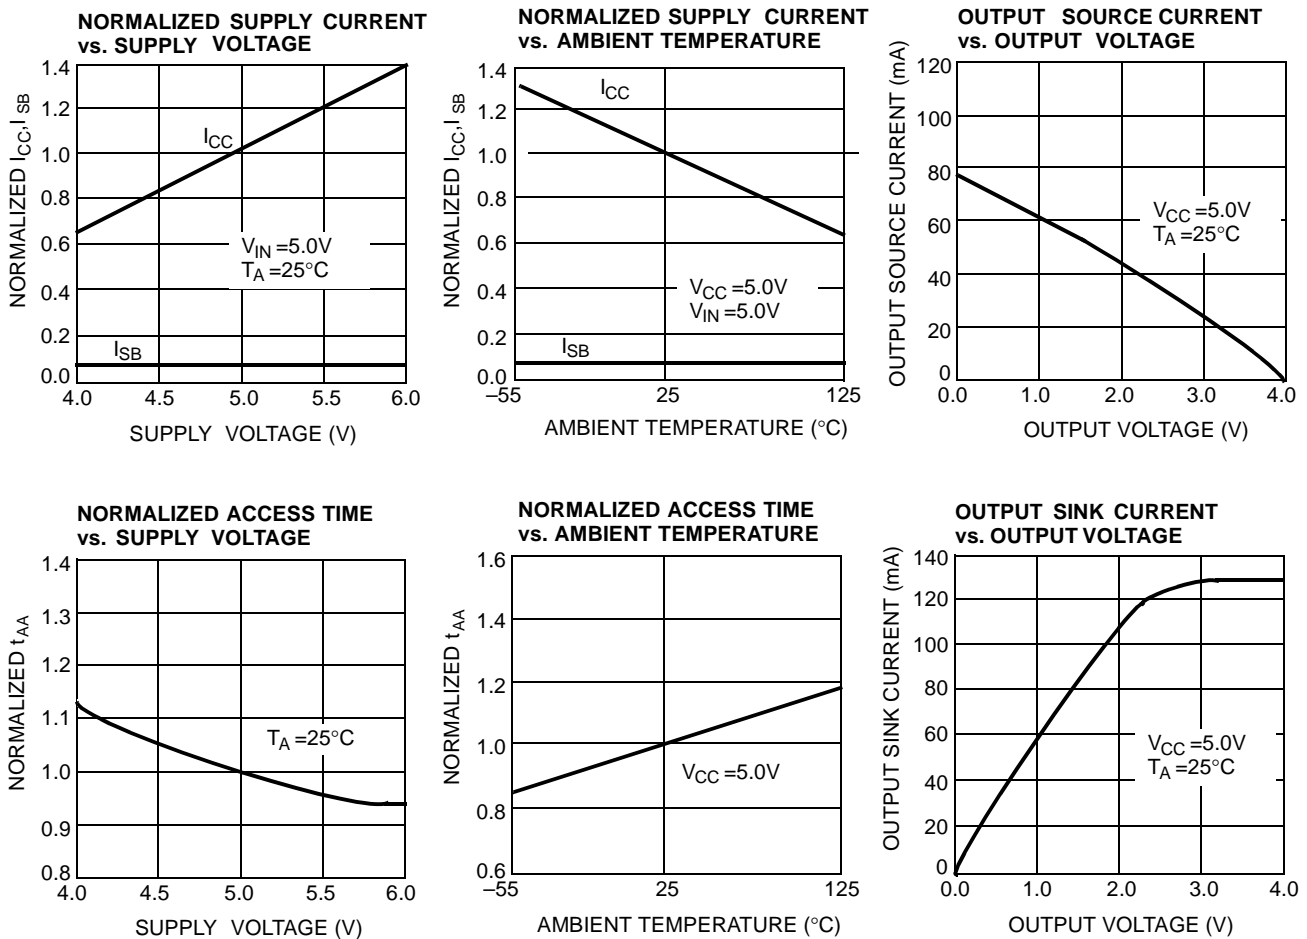 NORMALIZED SUPPLY CURRENT
vs. SUPPLY VOLTAGE
NORMALIZED ICC, ISB
1.4
1.2
1.0
0.8
0.6
0.4
0.2
0.0
ICC
VIN =5.0V
TA =25°C
ISB
4.0 4.5 5.0 5.5 6.0
SUPPLY VOLTAGE (V)
NORMALIZED SUPPLY CURRENT
vs. AMBIENT TEMPERATURE
NORMALIZED ICC, ISB
1.4
1.2
1.0
0.8
0.6
0.4
0.2
0.0
ICC
VCC =5.0V
VIN =5.0V
ISB
–55 25 125
AMBIENT TEMPERATURE (°C)
OUTPUT SOURCE CURRENT
vs. OUTPUT VOLTAGE
OUTPUT SOURCE CURRENT (mA)
120
100
80
60
40
20
0
VCC =5.0V
TA =25°C
0.0 1.0 2.0 3.0 4.0
OUTPUT VOLTAGE (V)
NORMALIZED ACCESS TIME
vs. SUPPLY VOLTAGE
NORMALIZED tAA
1.4
1.3
1.2
1.1
1.0
0.9
0.8
TA =25°C
4.0 4.5 5.0 5.5 6.0
SUPPLY VOLTAGE (V)
NORMALIZED ACCESS TIME
vs. AMBIENT TEMPERATURE
NORMALIZED tAA
1.6
1.4
1.2
1.0
0.8
0.6
VCC =5.0V
–55 25 125
AMBIENT TEMPERATURE (°C)
OUTPUT SINK CURRENT
vs. OUTPUT VOLTAGE
OUTPUT SINK CURRENT (mA)
140
120
100
80
60
40
20
0
VCC =5.0V
TA =25°C
0.0 1.0 2.0 3.0 4.0
OUTPUT VOLTAGE (V)